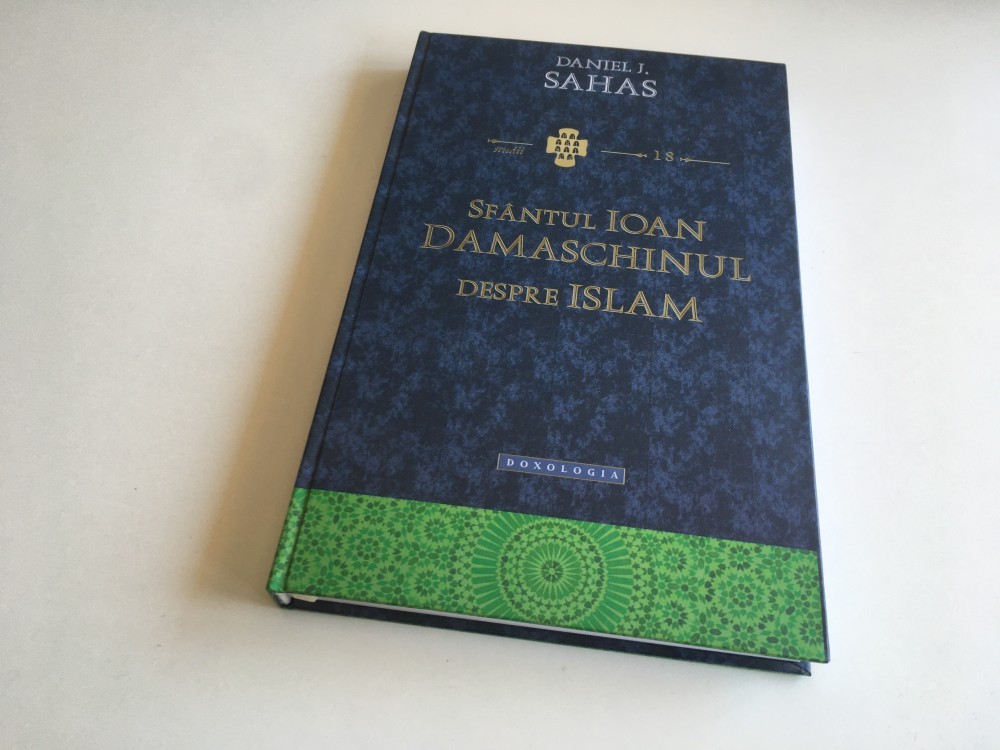 DANIEL J.
SAHAS
studii 18
SFÂNTUL IOAN
DAMASCHINUL
DESPRE ISLAM
DOXOLOGIA